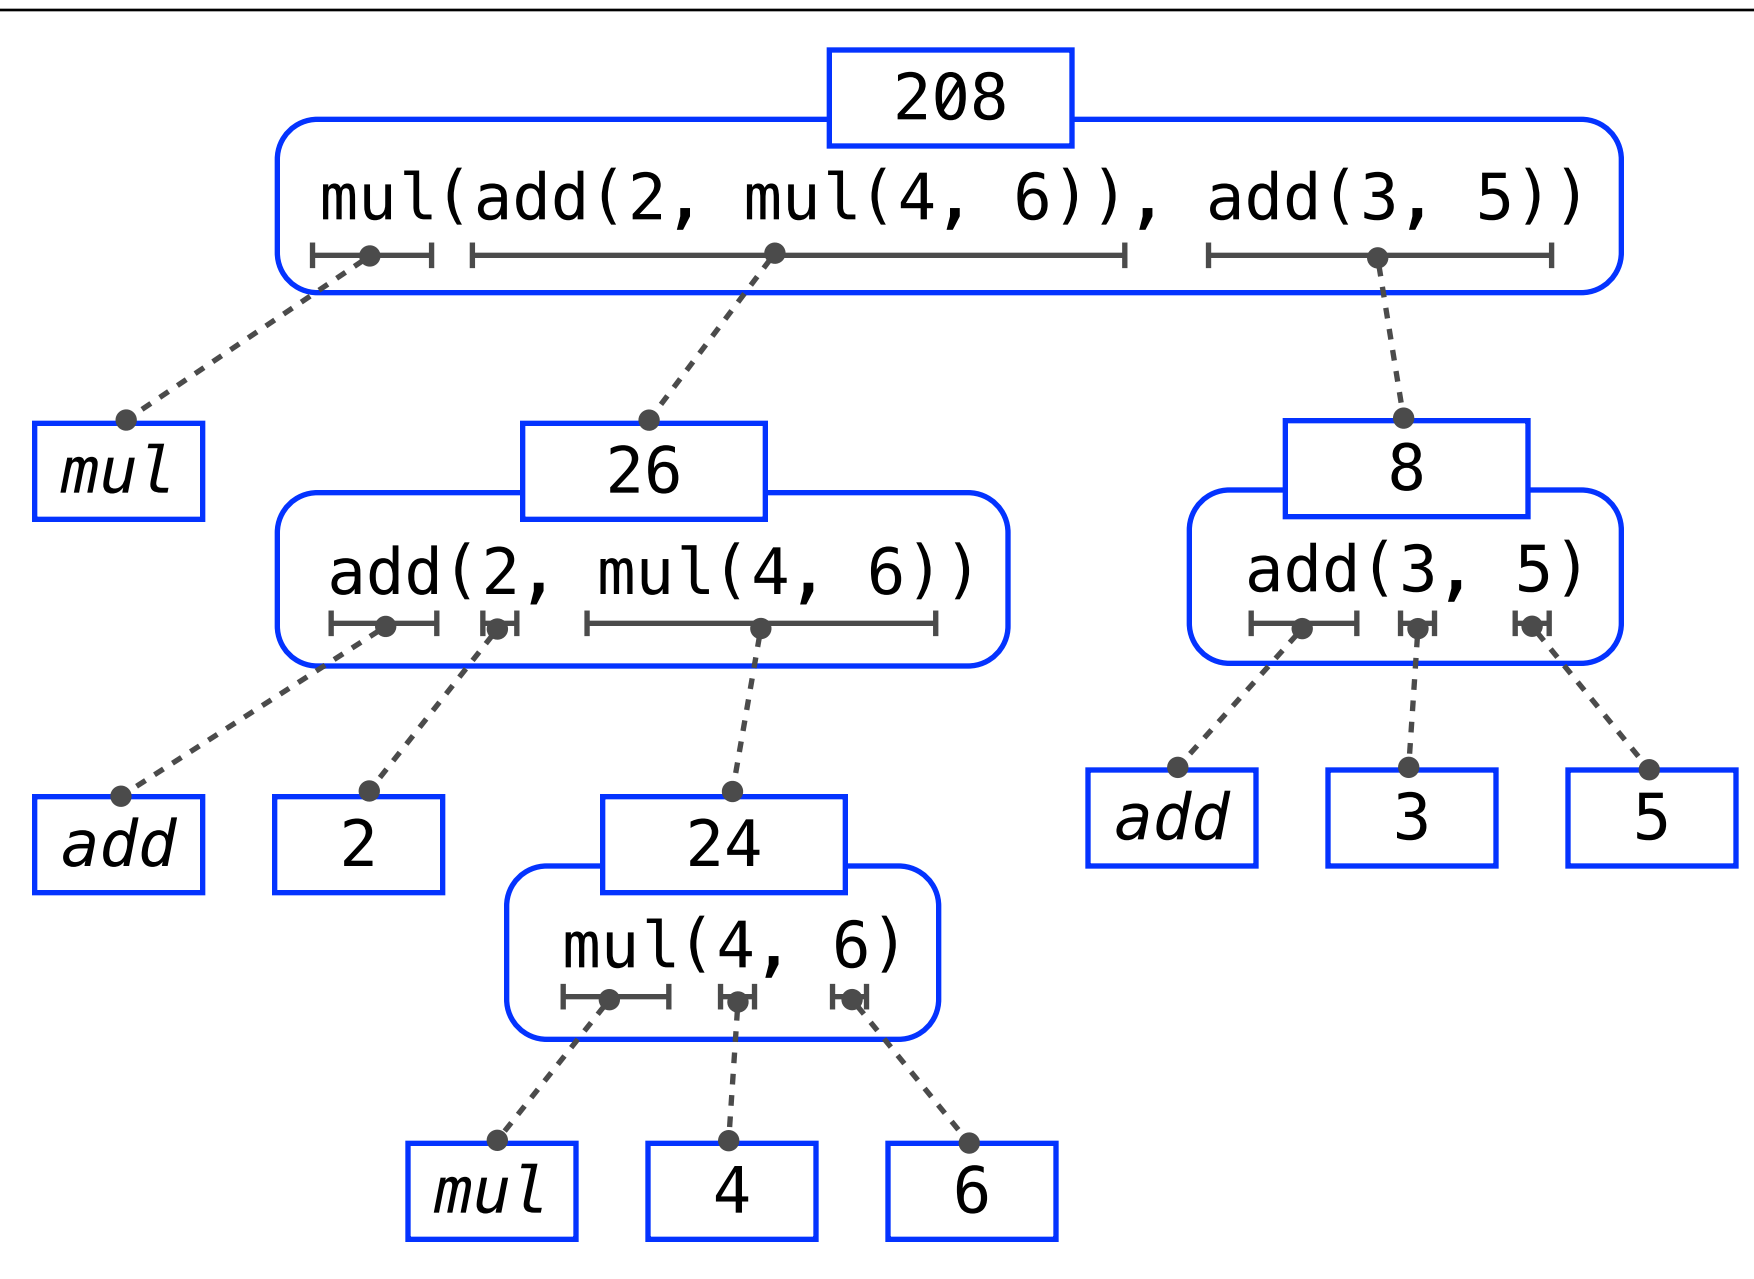 208
mul(add(2, mul(4, 6)), add(3, 5))
mul
26
8
add(2, mul(4, 6))
add(3, 5)
add
2
24
add
3
5
mul(4, 6)
mul
4
6